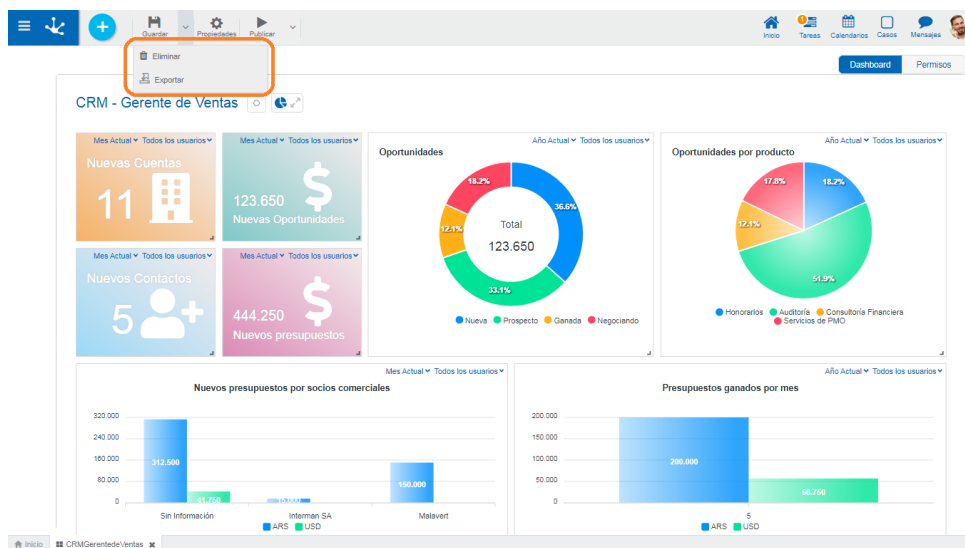 Guardar
Propiedades
Publicar
Inicio
1
Tareas
Calendarios
Casos
Mensajes
Eliminar
Exportar
Dashboard
Permisos
CRM - Gerente de Ventas
Mes Actual Todos los usuarios
Nuevas Cuentas
11
Mes Actual Todos los usuarios
123.650
Nuevas Oportunidades
Año Actual Todos los usuarios
Oportunidades
18.2%
36.6%
12.1%
Total
123.650
33.1%
Nueva Prospecto Ganada Negociando
Año Actual Todos los usuarios
Oportunidades por producto
17.8%
18.2%
12.1%
51.9%
Honorarios Auditoría Consultoría Financiera
Servicios de PMO
Mes Actual Todos los usuarios
Nuevos Contactos
5
Mes Actual Todos los usuarios
444.250
Nuevos presupuestos
Mes Actual Todos los usuarios
Nuevos presupuestos por socios comerciales
320.000
240.000
160.000
80.000
0
312.500
41.750
15.000
150.000
Sin Información
Interman SA
Malavert
ARS USD
Año Actual Todos los usuarios
Presupuestos ganados por mes
200.000
150.000
100.000
50.000
0
200.000
56.750
5
ARS USD
Inicio
CRMGerentedeVentas